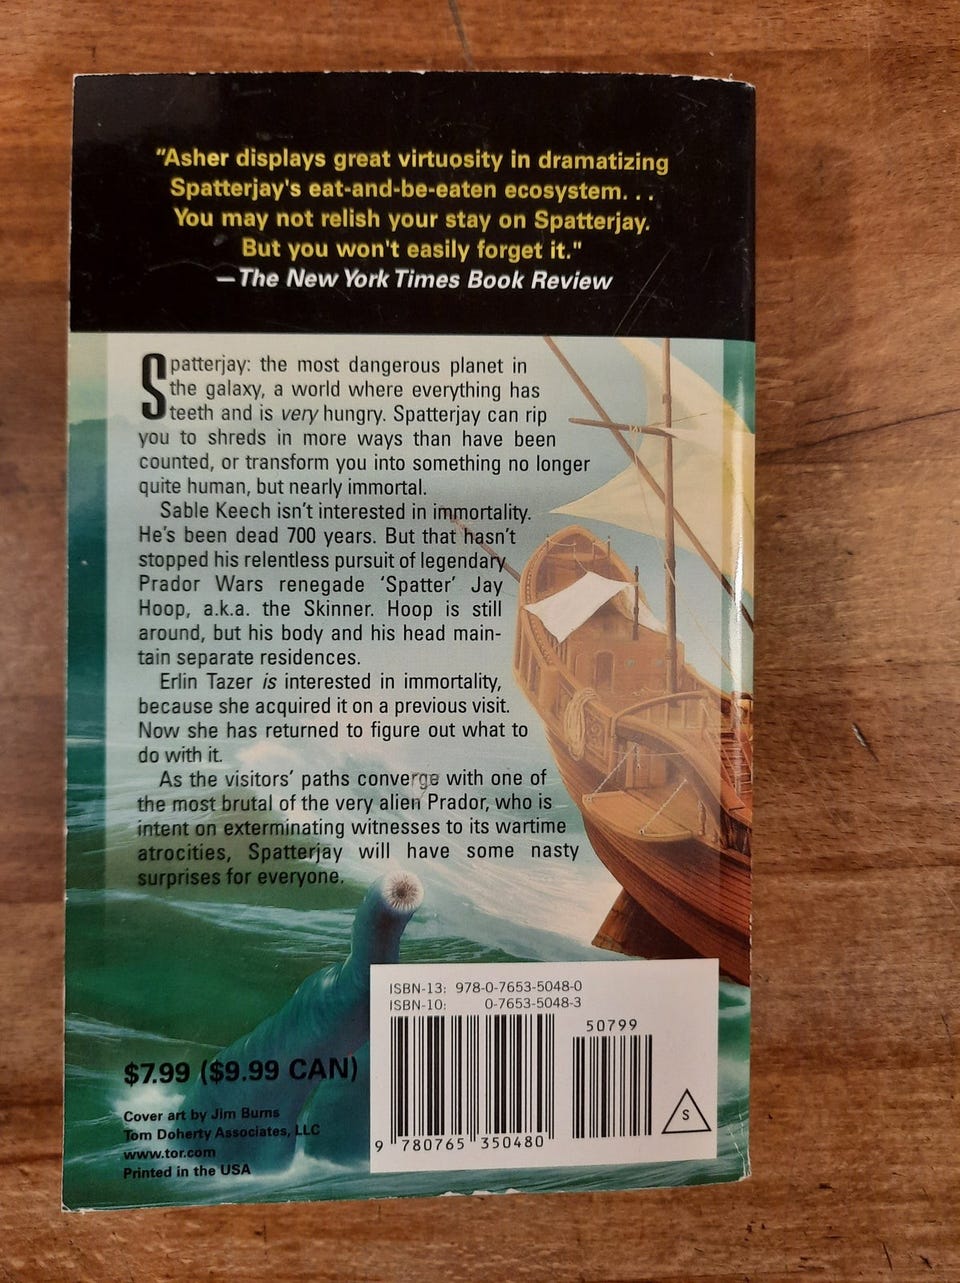 "Asher displays great virtuosity in dramatizing
Spatterjay's eat-and-be-eaten ecosystem. . .
You may not relish your stay on Spatterjay.
But you won't easily forget it."
—The New York Times Book Review
Spatterjay: the most dangerous planet in
the galaxy, a world where everything has
teeth and is very hungry. Spatterjay can rip
you to shreds in more ways than have been
counted, or transform you into something no longer
quite human, but nearly immortal.
Sable Keech isn't interested in immortality.
He's been dead 700 years. But that hasn't
stopped his relentless pursuit of legendary
Prador Wars renegade 'Spatter' Jay
Hoop, a.k.a. the Skinner. Hoop is still
around, but his body and his head main-
tain separate residences.
Erlin Tazer is interested in immortality,
because she acquired it on a previous visit.
Now she has returned to figure out what to
do with it.
As the visitors' paths converge with one of
the most brutal of the very alien Prador, who is
intent on exterminating witnesses to its wartime
atrocities, Spatterjay will have some nasty
surprises for everyone.
ISBN-13: 978-0-7653-5048-0
ISBN-10: 0-7653-5048-3
50799
9 780765 350480
S
$7.99 ($9.99 CAN)
Cover art by Jim Burns
Tom Doherty Associates, LLC
www.tor.com
Printed in the USA